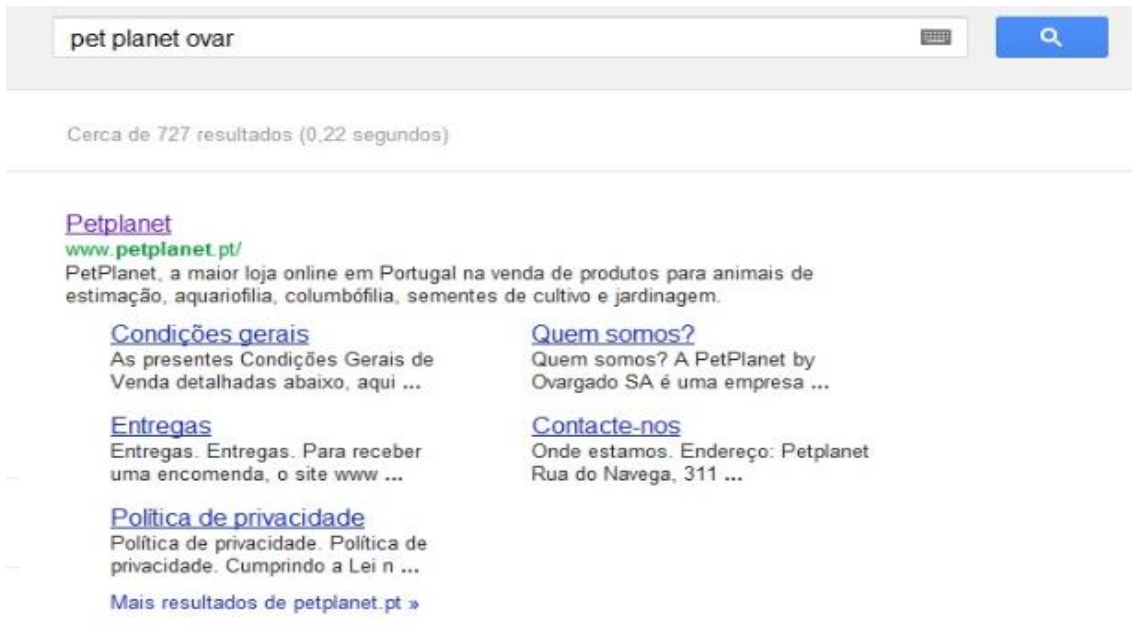 pet planet ovar
Cerca de 727 resultados (0,22 segundos)
Petplanet
www.petplanet.pt/
PetPlanet, a maior loja online em Portugal na venda de produtos para animais de
estimação, aquariofilia, columbófilia, sementes de cultivo e jardinagem.
Condições gerais
As presentes Condições Gerais de
Venda detalhadas abaixo, aqui ...
Quem somos?
Quem somos? A PetPlanet by
Ovargado SA é uma empresa ...
Entregas
Entregas. Entregas. Para receber
uma encomenda, o site www ...
Contacte-nos
Onde estamos. Endereço: Petplanet
Rua do Navega, 311 ...
Política de privacidade
Política de privacidade. Política de
privacidade. Cumprindo a Lei n ...
Mais resultados de petplanet.pt »